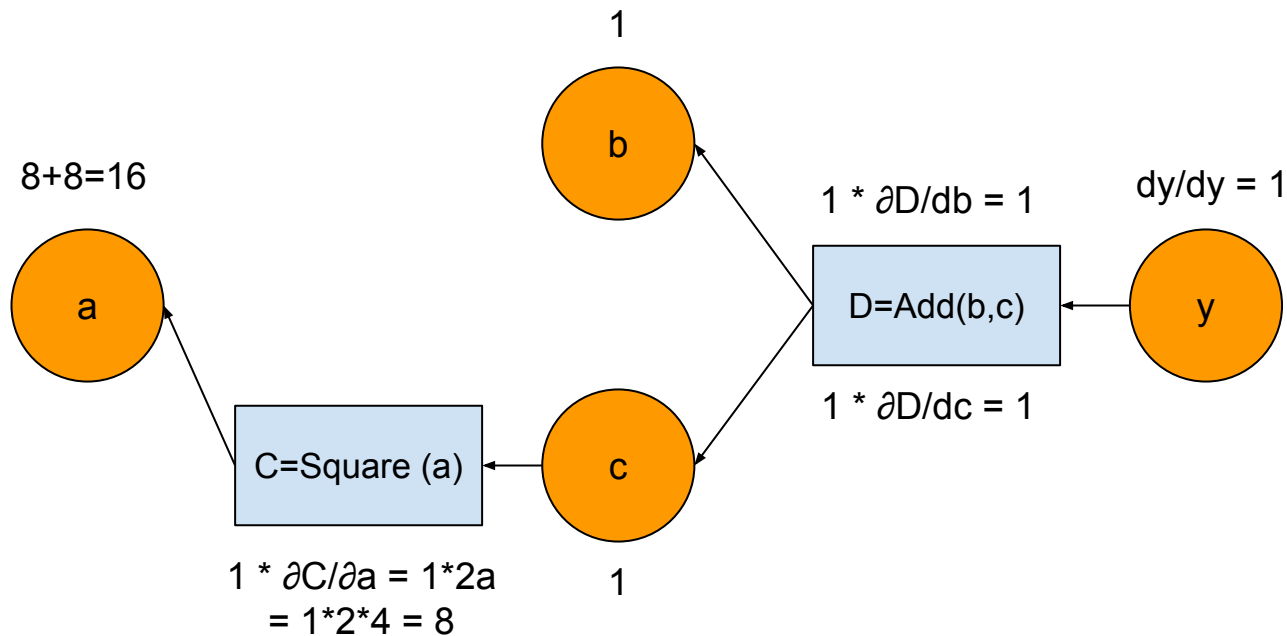 1
b
8+8=16
a
1 * ∂D/db = 1
dy/dy = 1
D=Add(b,c)
y
1 * ∂D/dc = 1
C=Square (a)
c
1 * ∂C/∂a = 1*2a
= 1*2*4 = 8
1